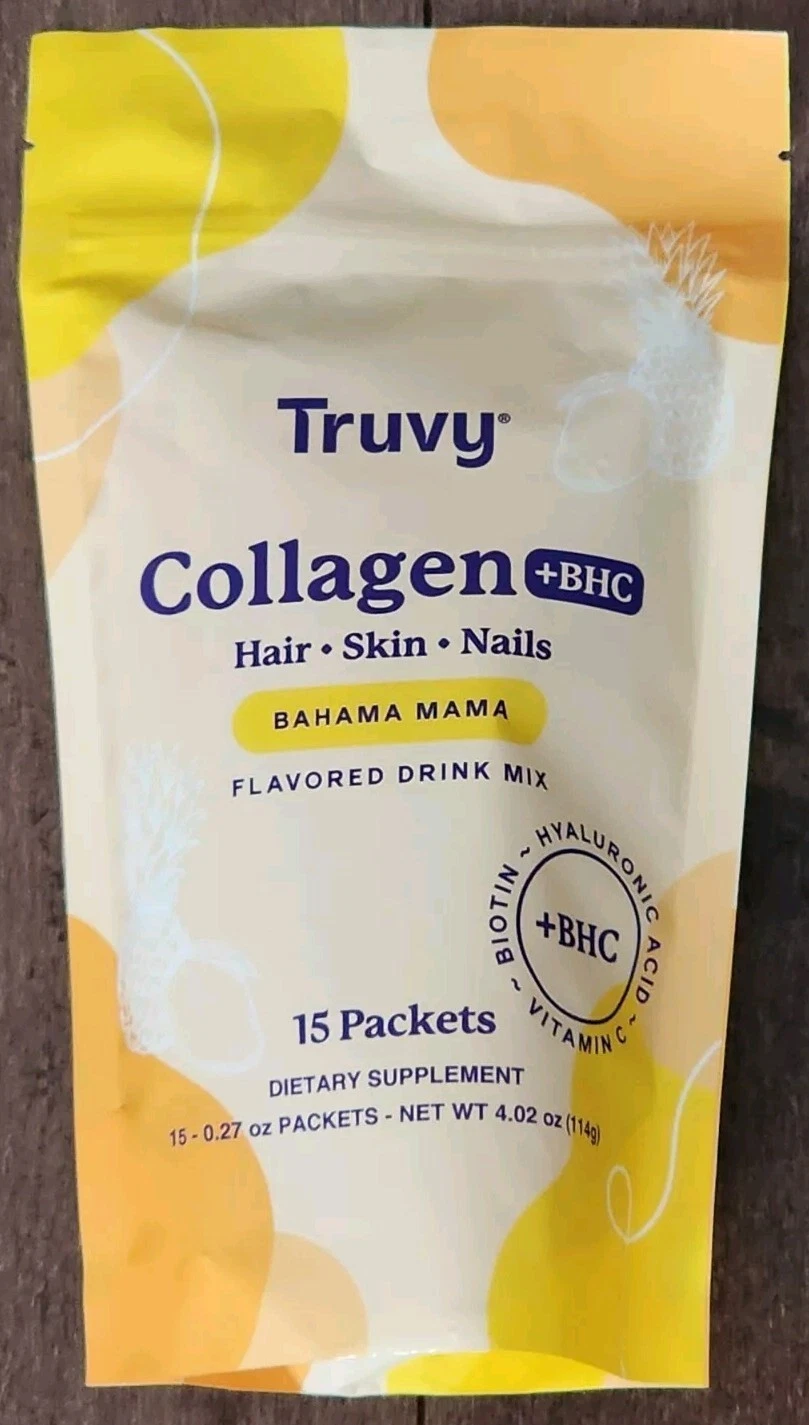 Truvy®
Collagen +BHC
Hair • Skin • Nails
BAHAMA MAMA
FLAVORED DRINK MIX
BIOTIN ~ HYALURONIC ACID ~ VITAMIN C ~
+BHC
15 Packets
DIETARY SUPPLEMENT
15 - 0.27 oz PACKETS - NET WT 4.02 oz (114g)